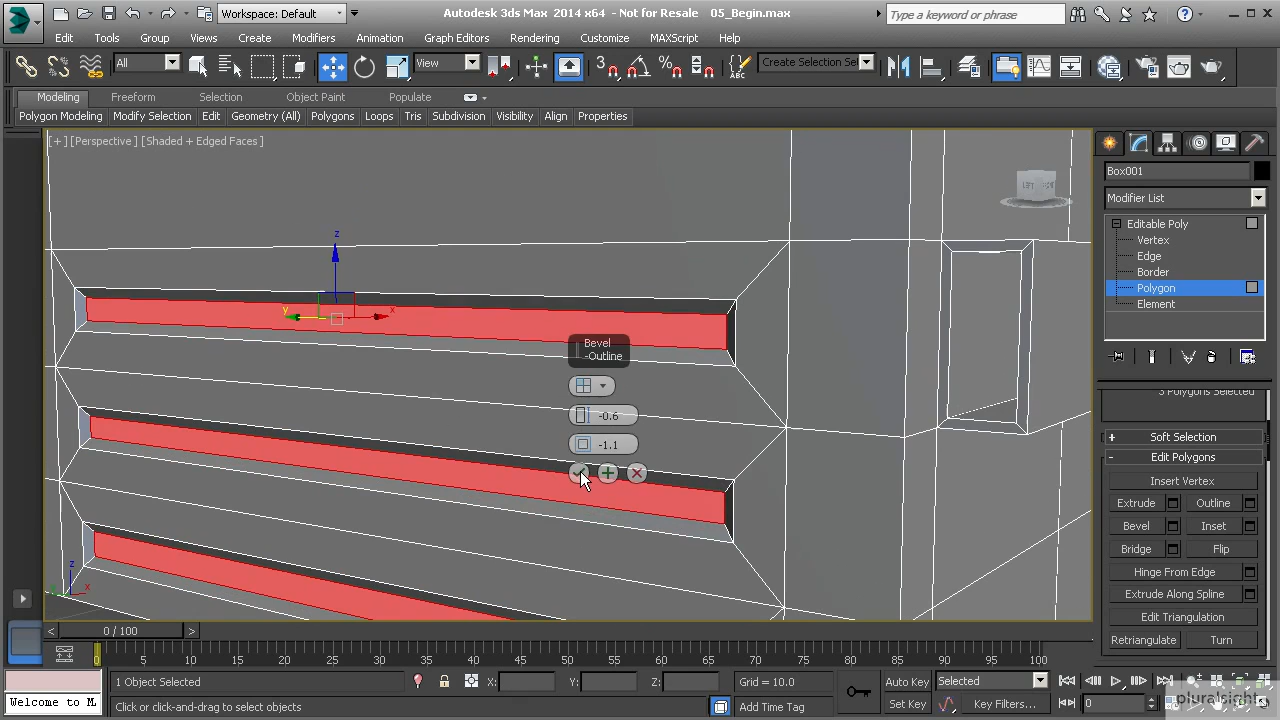 Workspace: Default
Autodesk 3ds Max 2014 x64 - Not for Resale 05_Begin.max
Type a keyword or phrase
Edit Tools Group Views Create Modifiers Animation Graph Editors Rendering Customize MAXScript Help
All
View
3
Create Selection Se
Modeling Freeform Selection Object Paint Populate
Polygon Modeling Modify Selection Edit Geometry (All) Polygons Loops Tris Subdivision Visibility Align Properties
[+] [Perspective] [Shaded + Edged Faces]
Box001
Modifier List
Editable Poly
Vertex
Edge
Border
Polygon
Element
z
y
x
Bevel
-Outline
-0.6
-1.1
3 Polygons Selected
+ Soft Selection
- Edit Polygons
Insert Vertex
Extrude Outline
Bevel Inset
Bridge Flip
Hinge From Edge
Extrude Along Spline
Edit Triangulation
Retriangulate Turn
z
x
< 0 / 100 >
0 5 10 15 20 25 30 35 40 45 50 55 60 65 70 75 80 85 90 95 100
1 Object Selected X: Y: Z: Grid = 10.0 Auto Key Selected
Welcome to M Click or click-and-drag to select objects Add Time Tag Set Key Key Filters... 0
pluralsight